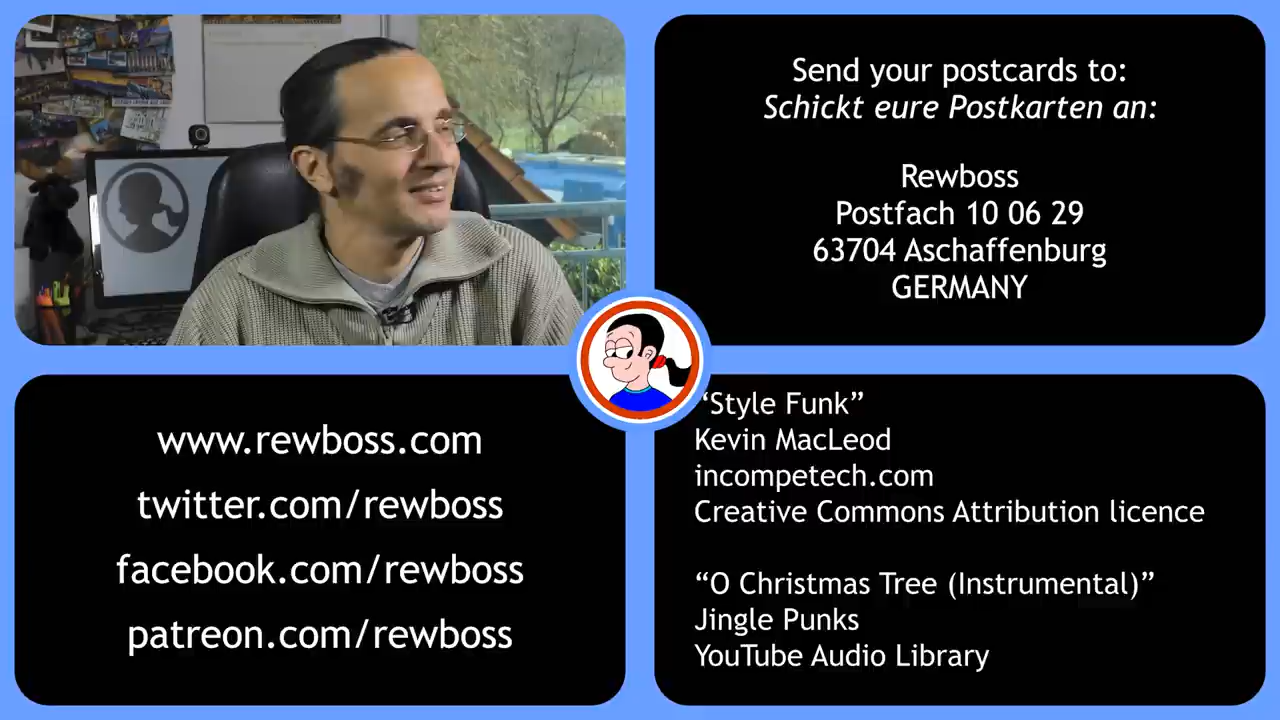 Send your postcards to:
Schickt eure Postkarten an:
Rewboss
Postfach 10 06 29
63704 Aschaffenburg
GERMANY
www.rewboss.com
twitter.com/rewboss
facebook.com/rewboss
patreon.com/rewboss
“Style Funk”
Kevin MacLeod
incompetech.com
Creative Commons Attribution licence
“O Christmas Tree (Instrumental)”
Jingle Punks
YouTube Audio Library